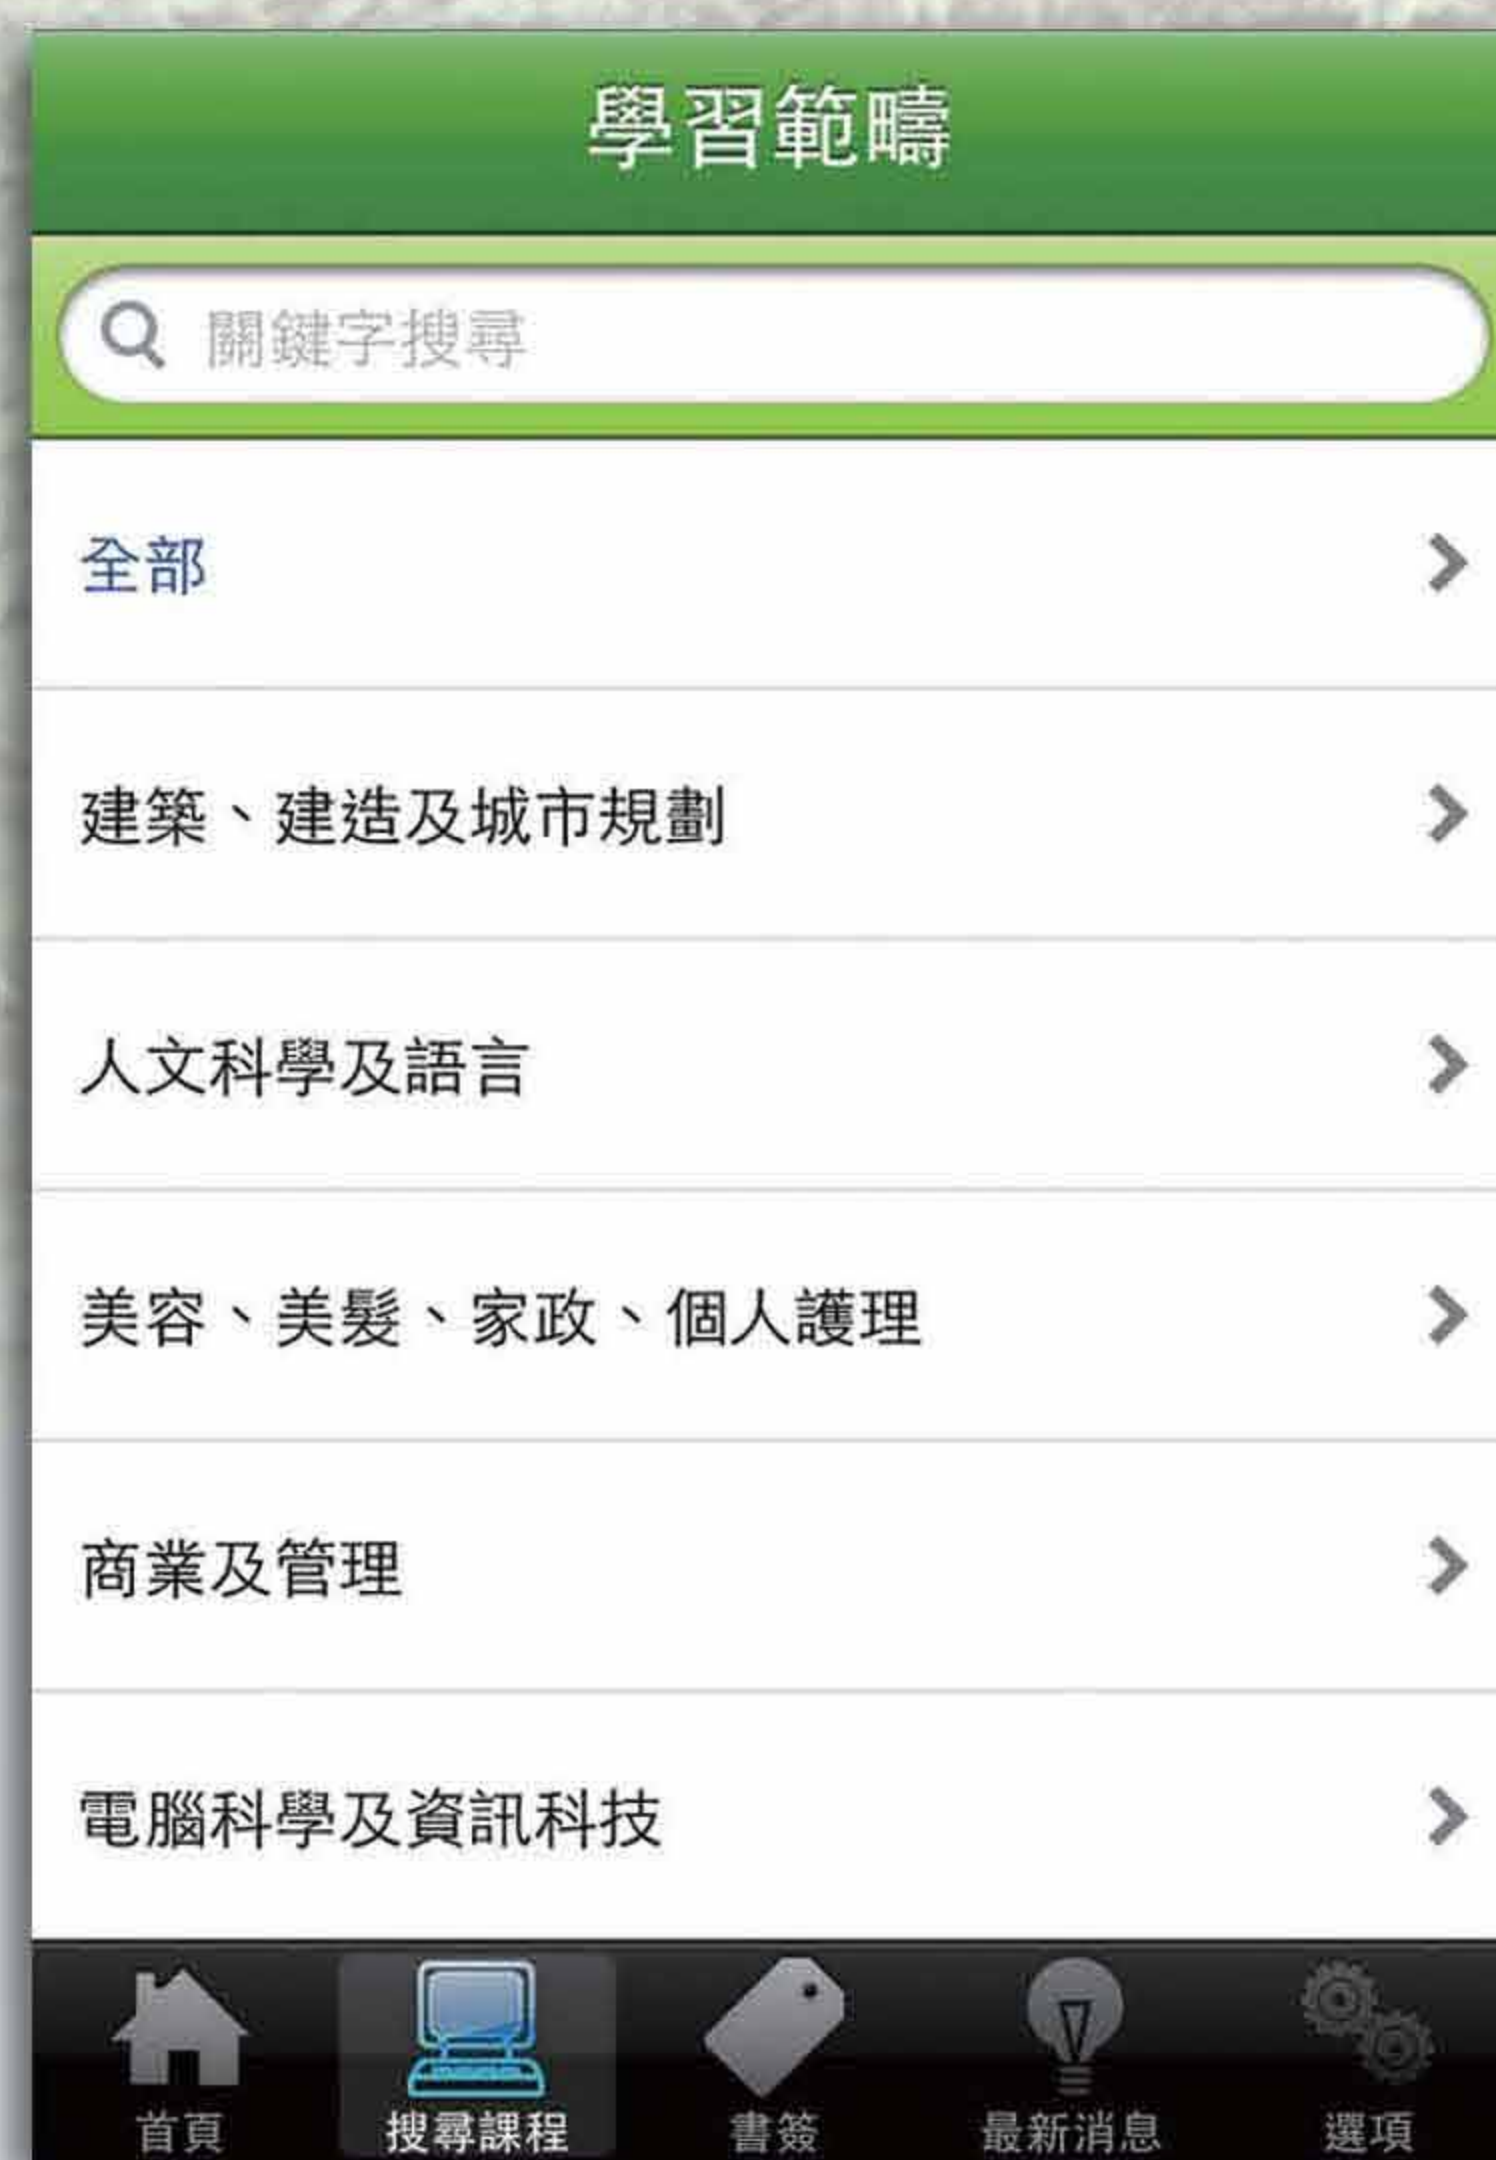 學習範疇
關鍵字搜尋
全部
建築、建造及城市規劃
人文科學及語言
美容、美髮、家政、個人護理
商業及管理
電腦科學及資訊科技
首頁 搜尋課程 書簽 最新消息 選項